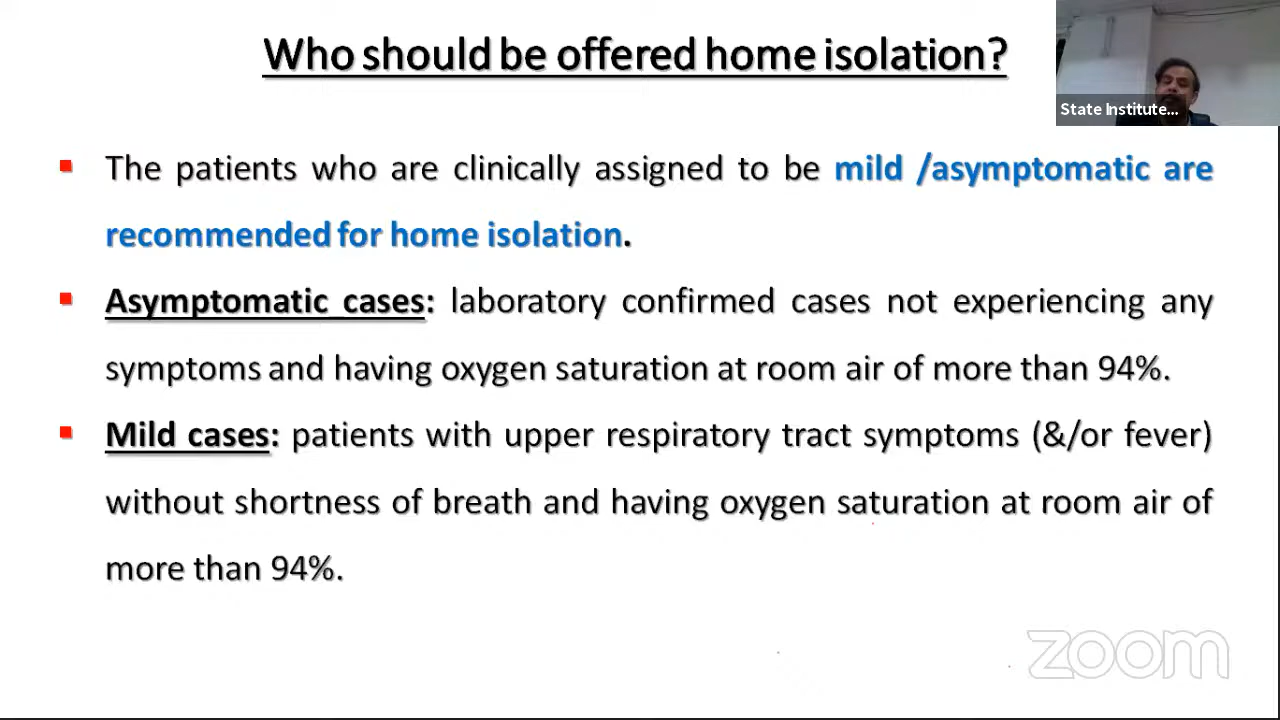 Who should be offered home isolation?
State Institute...
The patients who are clinically assigned to be mild /asymptomatic are
recommended for home isolation.
Asymptomatic cases: laboratory confirmed cases not experiencing any
symptoms and having oxygen saturation at room air of more than 94%.
Mild cases: patients with upper respiratory tract symptoms (&/or fever)
without shortness of breath and having oxygen saturation at room air of
more than 94%.
zoom